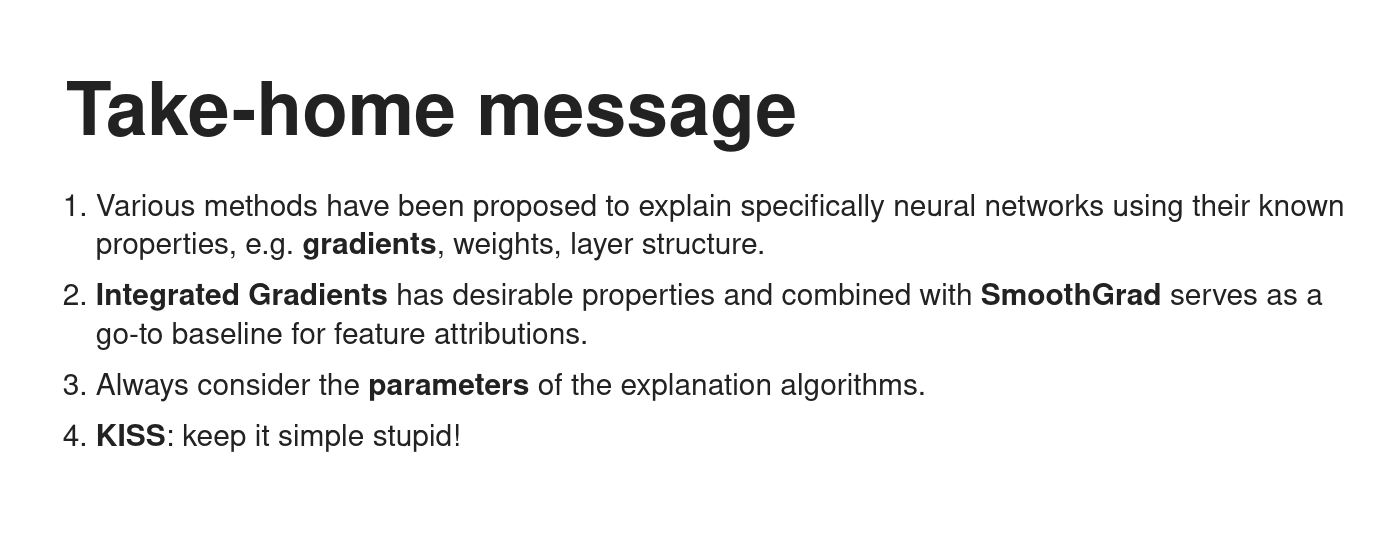 Take-home message
1. Various methods have been proposed to explain specifically neural networks using their known
properties, e.g. gradients, weights, layer structure.
2. Integrated Gradients has desirable properties and combined with SmoothGrad serves as a
go-to baseline for feature attributions.
3. Always consider the parameters of the explanation algorithms.
4. KISS: keep it simple stupid!